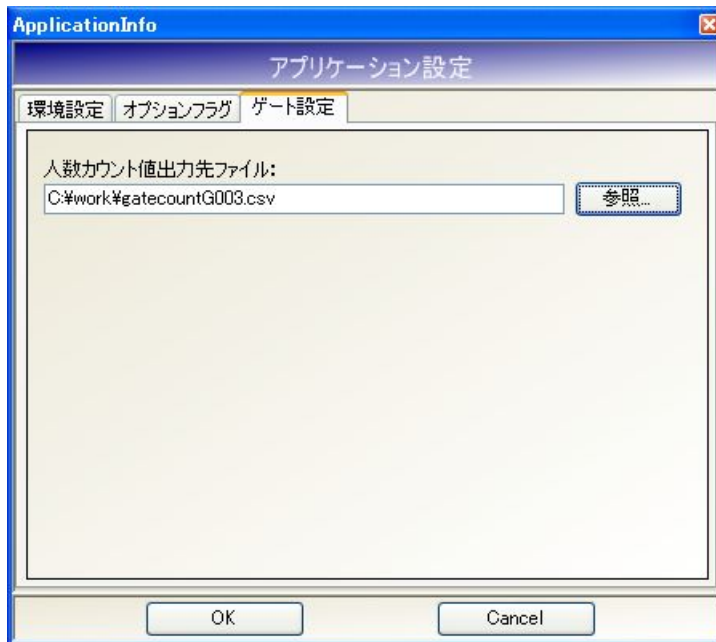 ApplicationInfo
アプリケーション設定
環境設定 オプションフラグ ゲート設定
人数カウント値出力先ファイル:
C:¥work¥gatecountG003.csv 参照...
OK Cancel